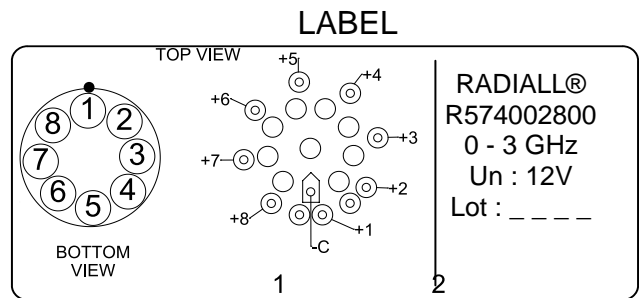 LABEL
TOP VIEW
+5
+4
+6
+3
+7
+2
+8
+1
-C
1
2
3
4
5
6
7
8
BOTTOM
VIEW
RADIALL®
R574002800
0 - 3 GHz
Un : 12V
Lot : _ _ _ _
1
2